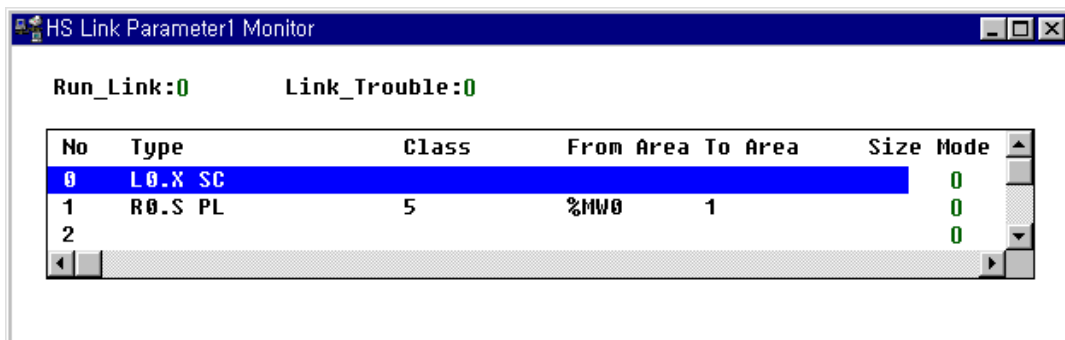 HS Link Parameter1 Monitor
Run_Link:0 Link_Trouble:0
No Type Class From Area To Area Size Mode
0 L0.X SC 0
1 R0.S PL 5 %MW0 1 0
2 0